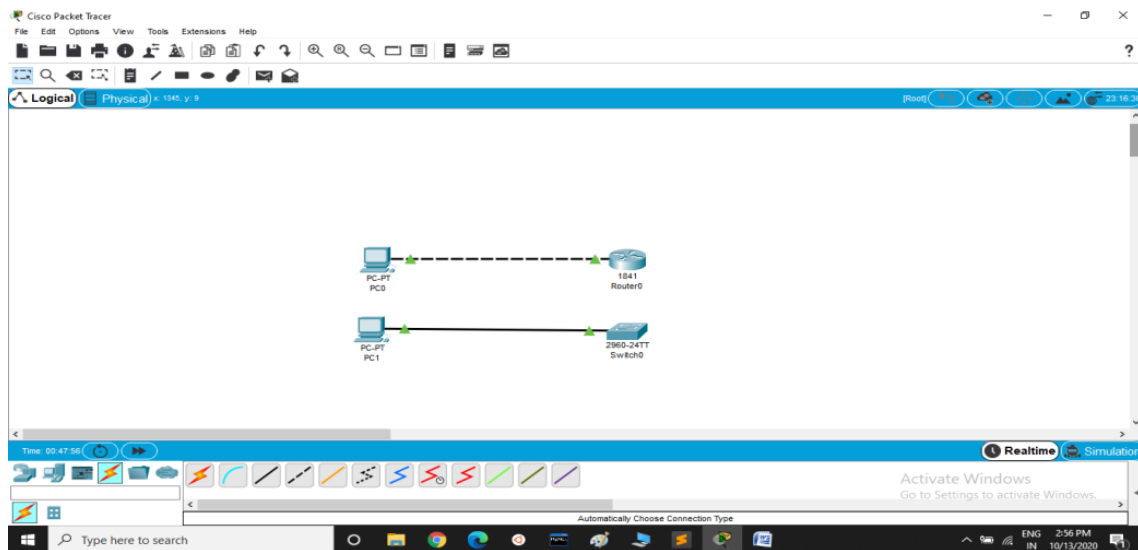 Cisco Packet Tracer
File Edit Options View Tools Extensions Help
?
Logical Physical x: 1345, y: 9 [Root] 23:16:30
PC-PT
PC0
1841
Router0
PC-PT
PC1
2960-24TT
Switch0
Time: 00:47:56 Realtime Simulation
Activate Windows
Go to Settings to activate Windows.
Automatically Choose Connection Type
Type here to search
ENG 2:56 PM
IN 10/13/2020